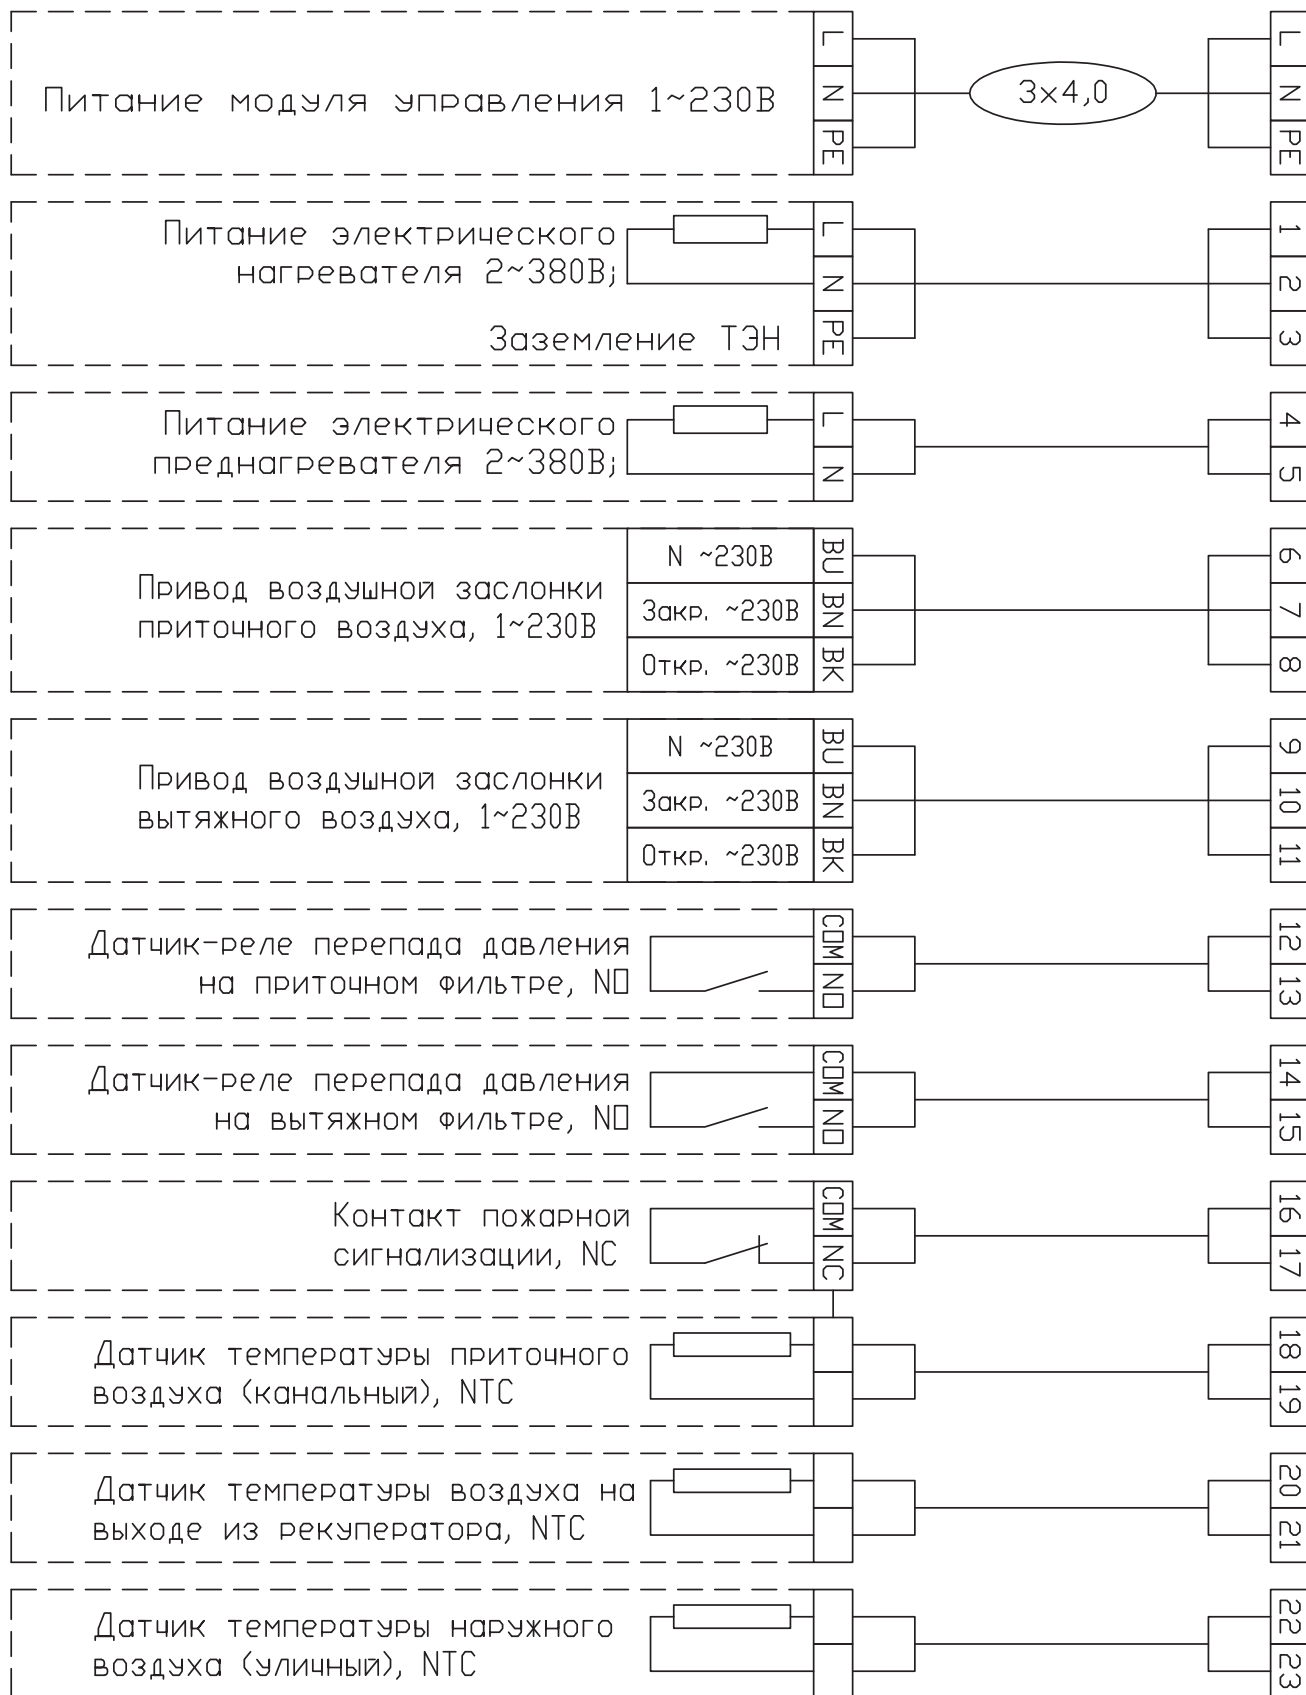 Питание модуля управления 1~230В
L
N
PE
3x4,0
L
N
PE
Питание электрического
нагревателя 2~380В;
Заземление ТЭН
L
N
PE
1
2
3
Питание электрического
преднагревателя 2~380В;
L
N
4
5
Привод воздушной заслонки
приточного воздуха, 1~230В
N ~230В
Закр. ~230В
Откр. ~230В
BU
BN
BK
6
7
8
Привод воздушной заслонки
вытяжного воздуха, 1~230В
N ~230В
Закр. ~230В
Откр. ~230В
BU
BN
BK
9
10
11
Датчик-реле перепада давления
на приточном фильтре, NO
COM
NO
12
13
Датчик-реле перепада давления
на вытяжном фильтре, NO
COM
NO
14
15
Контакт пожарной
сигнализации, NC
COM
NC
16
17
Датчик температуры приточного
воздуха (канальный), NTC
18
19
Датчик температуры воздуха на
выходе из рекуператора, NTC
20
21
Датчик температуры наружного
воздуха (уличный), NTC
22
23